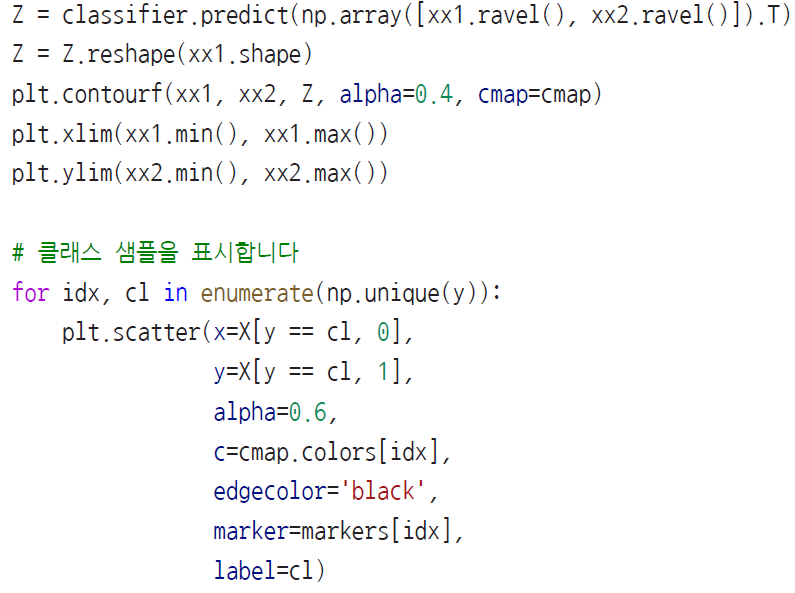 Z = classifier.predict(np.array([xx1.ravel(), xx2.ravel()]).T)
Z = Z.reshape(xx1.shape)
plt.contourf(xx1, xx2, Z, alpha=0.4, cmap=cmap)
plt.xlim(xx1.min(), xx1.max())
plt.ylim(xx2.min(), xx2.max())

# 클래스 샘플을 표시합니다
for idx, cl in enumerate(np.unique(y)):
    plt.scatter(x=X[y == cl, 0],
                y=X[y == cl, 1],
                alpha=0.6,
                c=cmap.colors[idx],
                edgecolor='black',
                marker=markers[idx],
                label=cl)